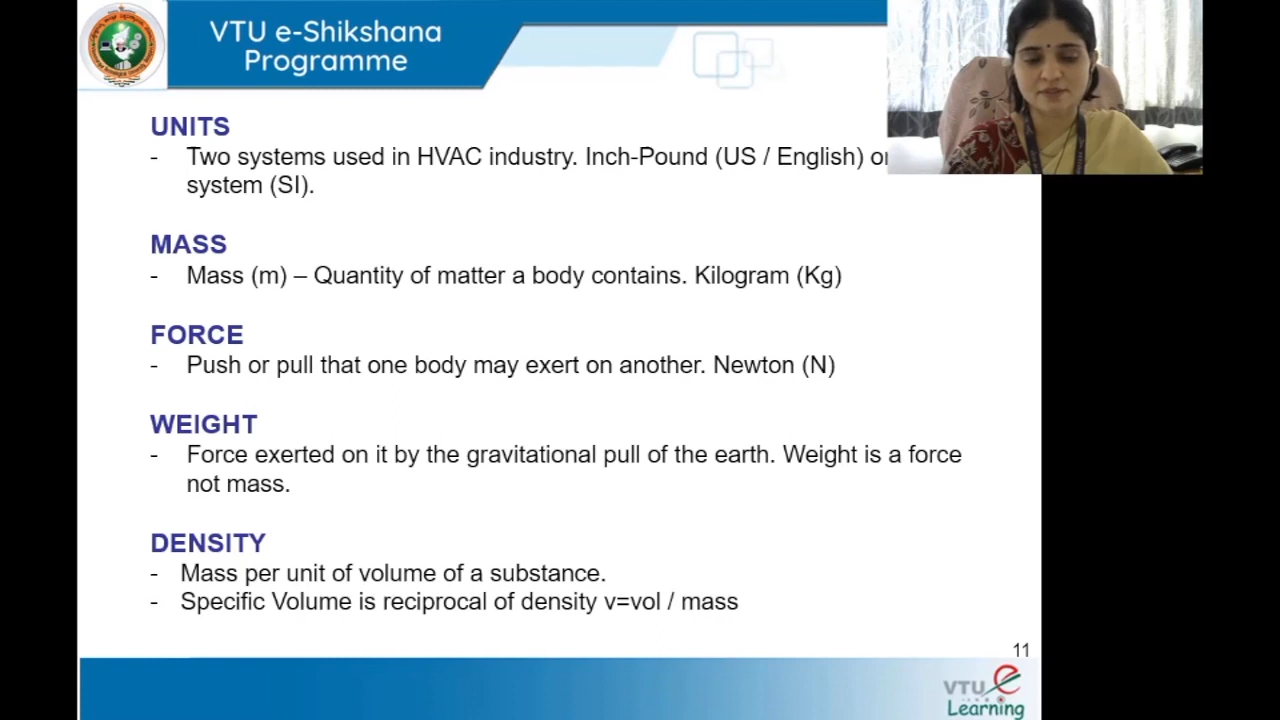 VTU e-Shikshana
Programme
UNITS
- Two systems used in HVAC industry. Inch-Pound (US / English) or
system (SI).
MASS
- Mass (m) – Quantity of matter a body contains. Kilogram (Kg)
FORCE
- Push or pull that one body may exert on another. Newton (N)
WEIGHT
- Force exerted on it by the gravitational pull of the earth. Weight is a force
not mass.
DENSITY
- Mass per unit of volume of a substance.
- Specific Volume is reciprocal of density v=vol / mass
11
VTU e
Learning